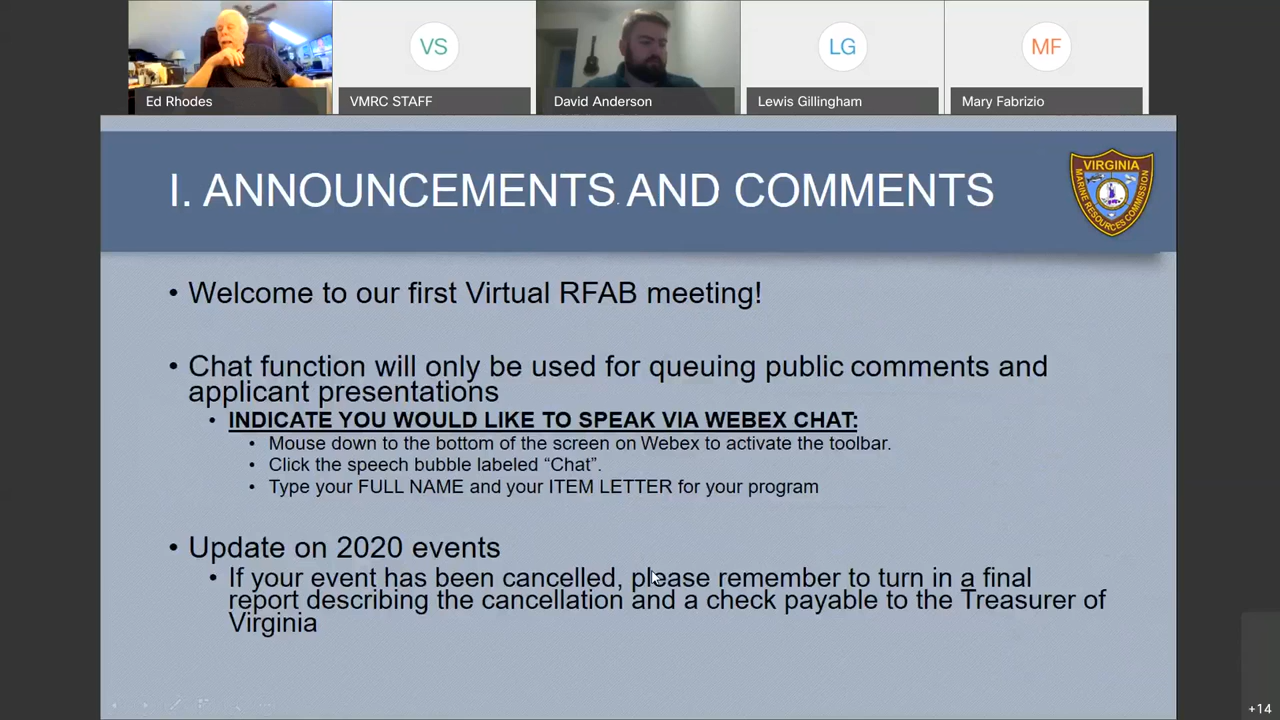 VS
LG
MF
Ed Rhodes
VMRC STAFF
David Anderson
Lewis Gillingham
Mary Fabrizio
I. ANNOUNCEMENTS AND COMMENTS
VIRGINIA
MARINE RESOURCES COMMISSION
• Welcome to our first Virtual RFAB meeting!
• Chat function will only be used for queuing public comments and
applicant presentations
• INDICATE YOU WOULD LIKE TO SPEAK VIA WEBEX CHAT:
• Mouse down to the bottom of the screen on Webex to activate the toolbar.
• Click the speech bubble labeled “Chat”.
• Type your FULL NAME and your ITEM LETTER for your program
• Update on 2020 events
• If your event has been cancelled, please remember to turn in a final
report describing the cancellation and a check payable to the Treasurer of
Virginia
+14